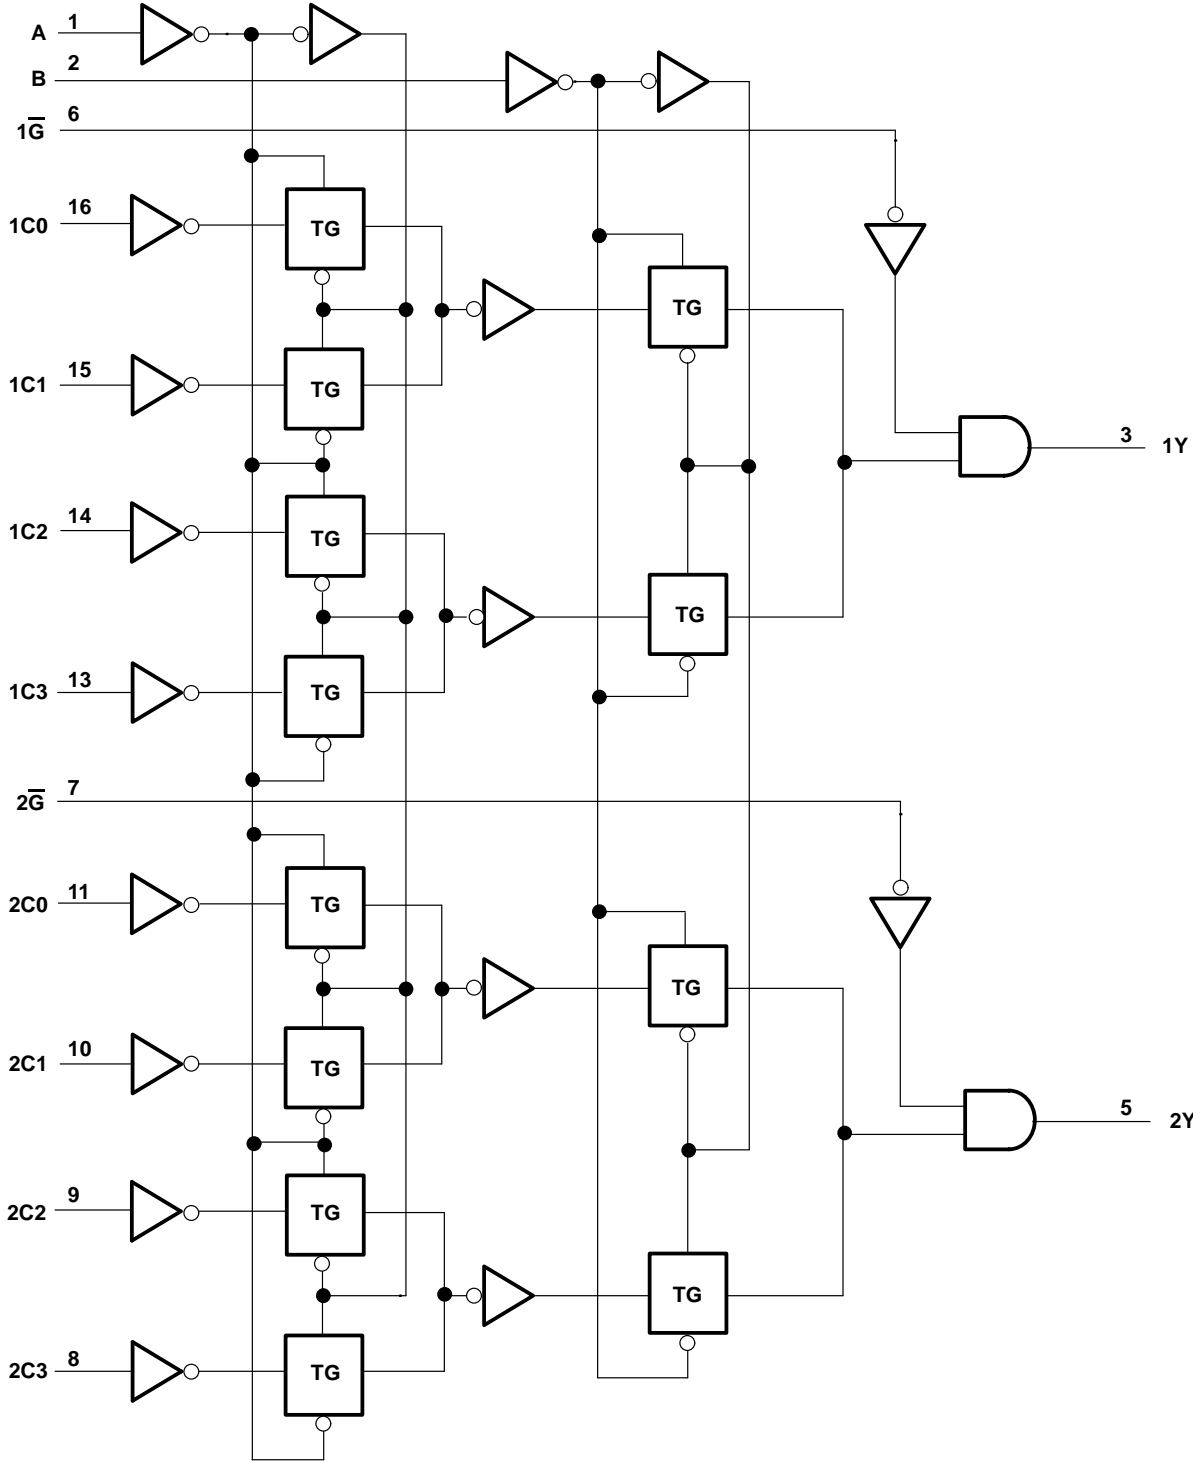 A 1
B 2
1G̅ 6
1C0 16 TG
TG
1C1 15 TG
3 1Y
1C2 14 TG
TG
1C3 13 TG
2G̅ 7
2C0 11 TG
TG
2C1 10 TG
5 2Y
2C2 9 TG
TG
2C3 8 TG